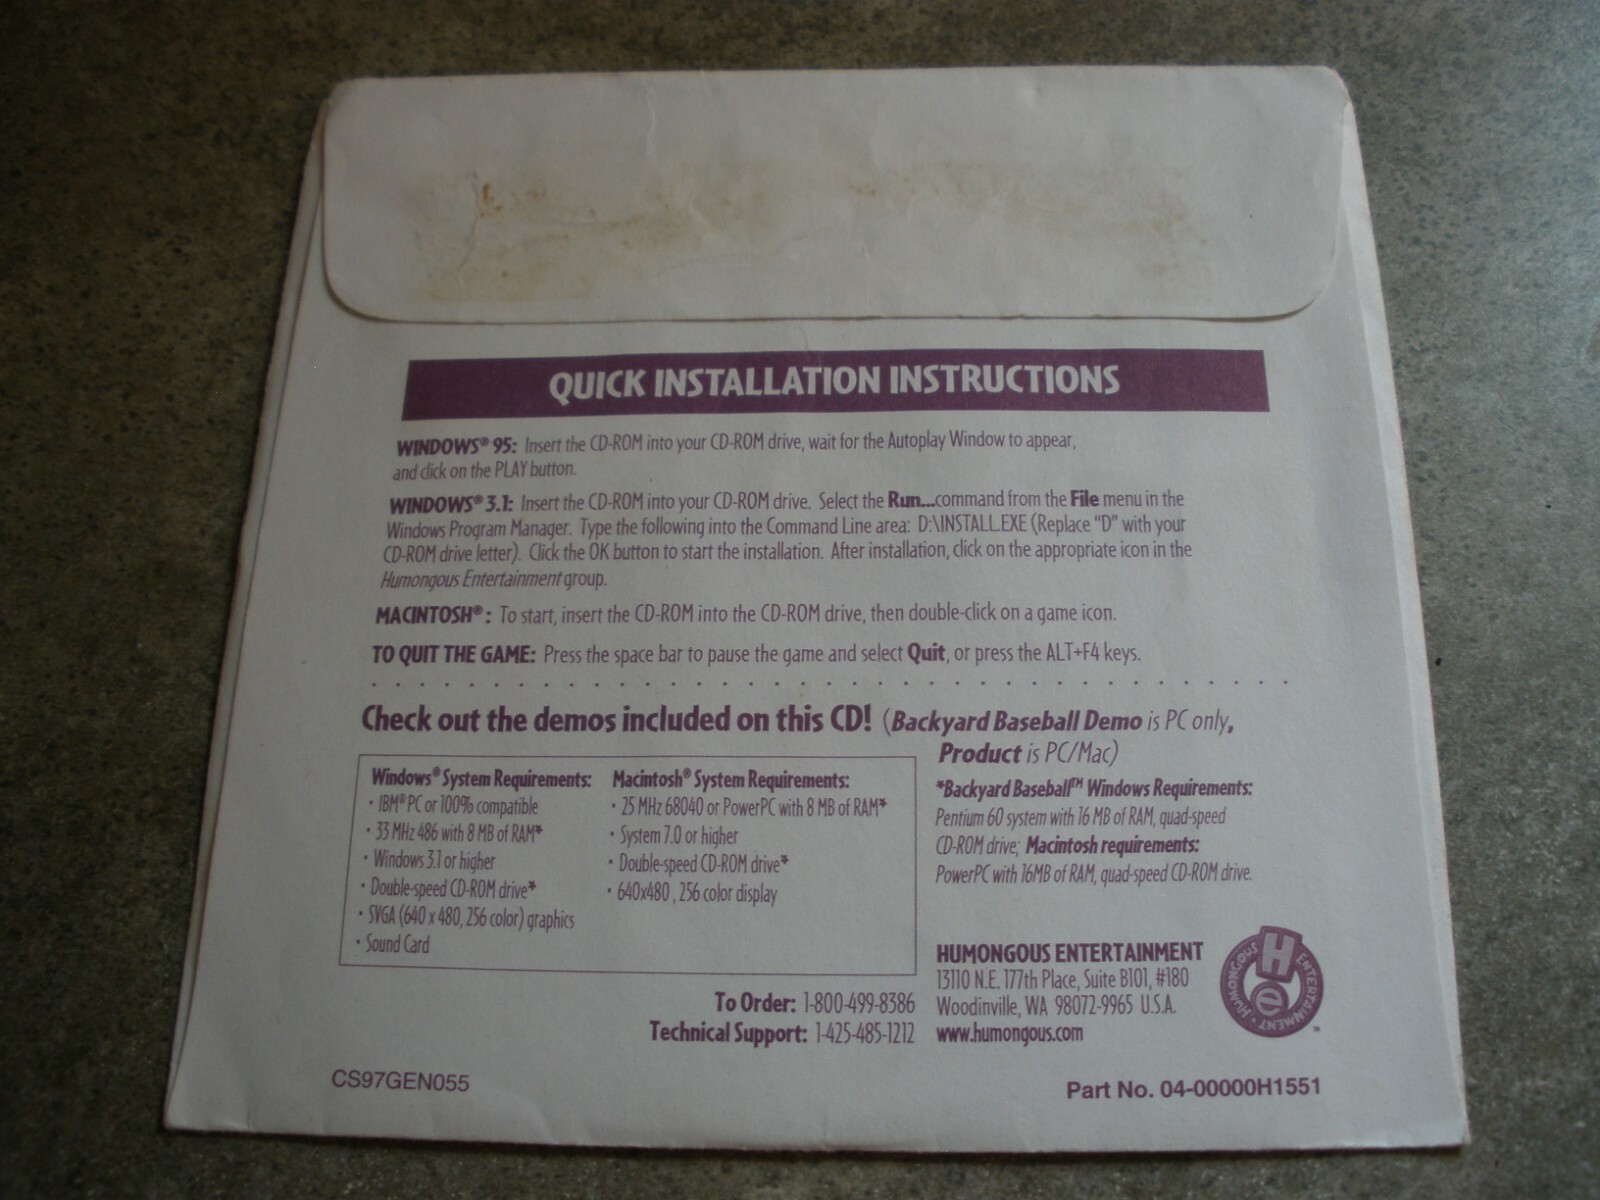 QUICK INSTALLATION INSTRUCTIONS
WINDOWS® 95: Insert the CD-ROM into your CD-ROM drive, wait for the Autoplay Window to appear,
and click on the PLAY button.
WINDOWS® 3.1: Insert the CD-ROM into your CD-ROM drive. Select the Run...command from the File menu in the
Windows Program Manager. Type the following into the Command Line area: D:\INSTALL.EXE (Replace "D" with your
CD-ROM drive letter). Click the OK button to start the installation. After installation, click on the appropriate icon in the
Humongous Entertainment group.
MACINTOSH®: To start, insert the CD-ROM into the CD-ROM drive, then double-click on a game icon.
TO QUIT THE GAME: Press the space bar to pause the game and select Quit, or press the ALT+F4 keys.
Check out the demos included on this CD! (Backyard Baseball Demo is PC only,
Product is PC/Mac)
Windows® System Requirements:
• IBM® PC or 100% compatible
• 33 MHz 486 with 8 MB of RAM*
• Windows 3.1 or higher
• Double-speed CD-ROM drive*
• SVGA (640 x 480, 256 color) graphics
• Sound Card
Macintosh® System Requirements:
• 25 MHz 68040 or PowerPC with 8 MB of RAM*
• System 7.0 or higher
• Double-speed CD-ROM drive*
• 640x480 , 256 color display
*Backyard Baseball™ Windows Requirements:
Pentium 60 system with 16 MB of RAM, quad-speed
CD-ROM drive; Macintosh requirements:
PowerPC with 16MB of RAM, quad-speed CD-ROM drive.
To Order: 1-800-499-8386
Technical Support: 1-425-485-1212
HUMONGOUS ENTERTAINMENT
13110 N.E. 177th Place, Suite B101, #180
Woodinville, WA 98072-9965 U.S.A.
www.humongous.com
H e
HUMONGOUS ENTERTAINMENT • ™
CS97GEN055
Part No. 04-00000H1551